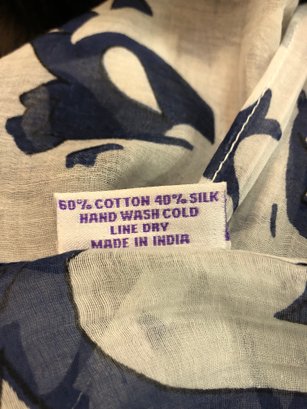 60% COTTON 40% SILK
HAND WASH COLD
LINE DRY
MADE IN INDIA